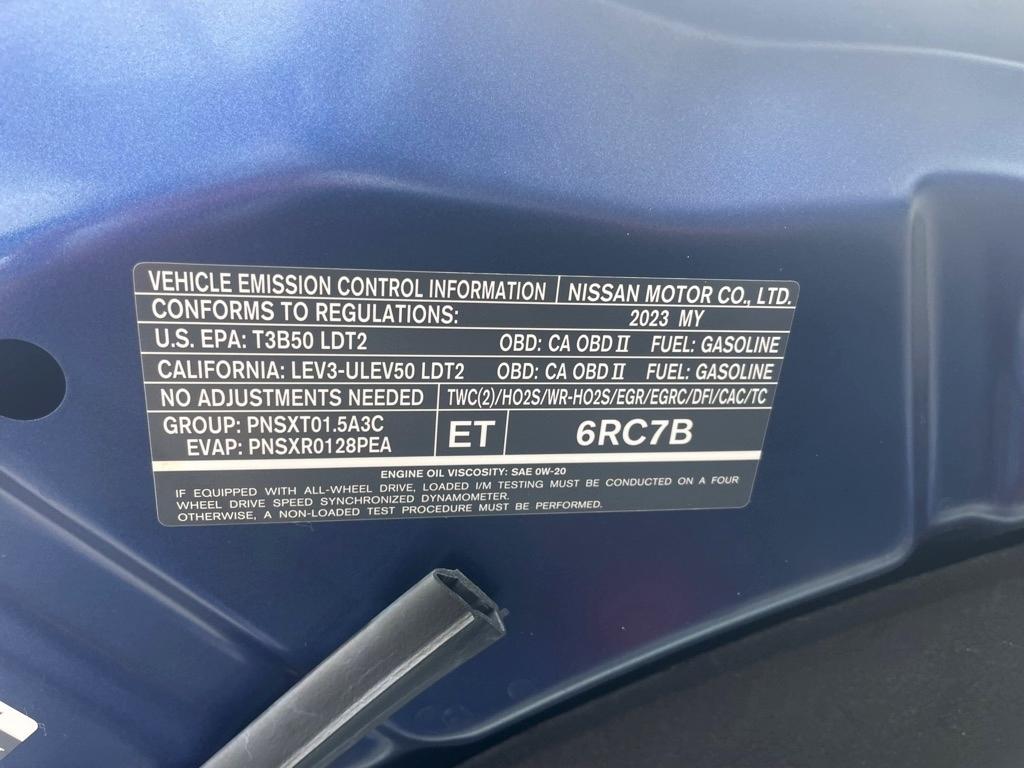 VEHICLE EMISSION CONTROL INFORMATION NISSAN MOTOR CO., LTD.
CONFORMS TO REGULATIONS: 2023 MY
U.S. EPA: T3B50 LDT2 OBD: CA OBD II FUEL: GASOLINE
CALIFORNIA: LEV3-ULEV50 LDT2 OBD: CA OBD II FUEL: GASOLINE
NO ADJUSTMENTS NEEDED TWC(2)/HO2S/WR-HO2S/EGR/EGRC/DFI/CAC/TC
GROUP: PNSXT01.5A3C
EVAP: PNSXR0128PEA
ET 6RC7B
ENGINE OIL VISCOSITY: SAE 0W-20
IF EQUIPPED WITH ALL-WHEEL DRIVE, LOADED I/M TESTING MUST BE CONDUCTED ON A FOUR
WHEEL DRIVE SPEED SYNCHRONIZED DYNAMOMETER.
OTHERWISE, A NON-LOADED TEST PROCEDURE MUST BE PERFORMED.